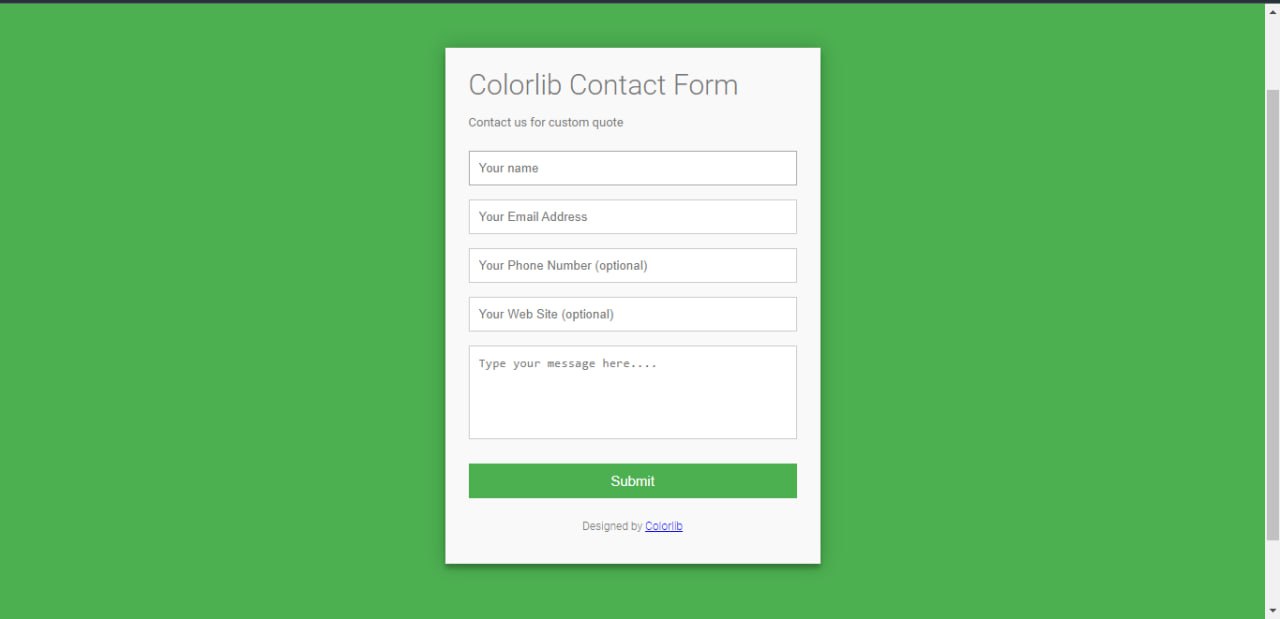 Colorlib Contact Form
Contact us for custom quote
Your name
Your Email Address
Your Phone Number (optional)
Your Web Site (optional)
Type your message here....
Submit
Designed by Colorlib